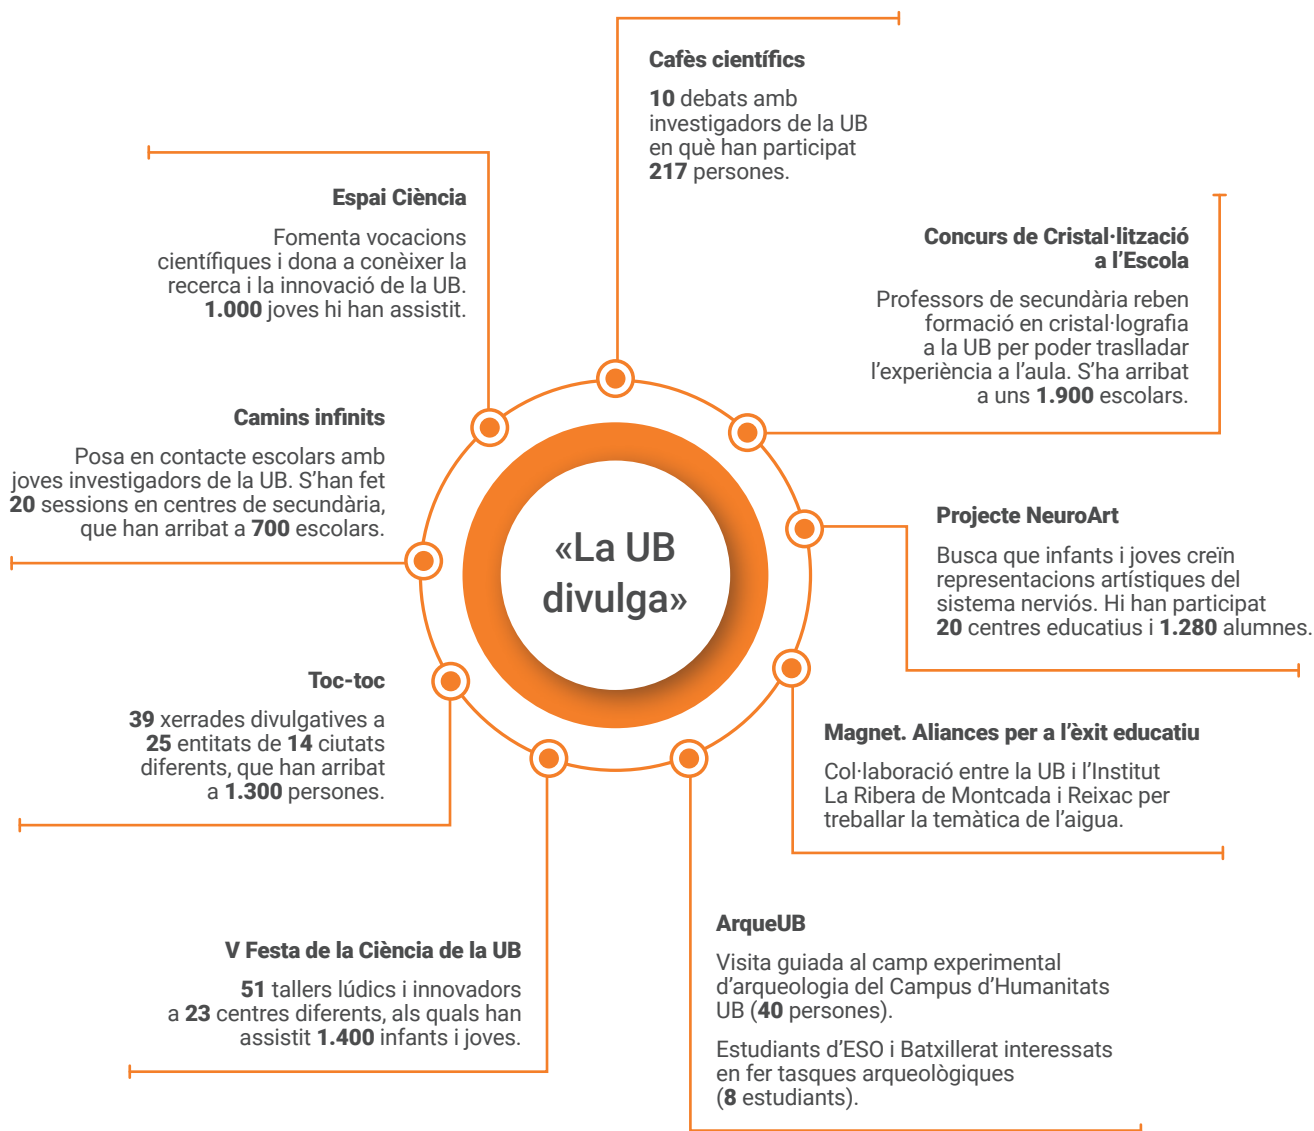 Cafès científics
10 debats amb
investigadors de la UB
en què han participat
217 persones.
Espai Ciència
Fomenta vocacions
científiques i dona a conèixer la
recerca i la innovació de la UB.
1.000 joves hi han assistit.
Concurs de Cristal·lització
a l’Escola
Professors de secundària reben
formació en cristal·lografia
a la UB per poder traslladar
l’experiència a l’aula. S’ha arribat
a uns 1.900 escolars.
Camins infinits
Posa en contacte escolars amb
joves investigadors de la UB. S’han fet
20 sessions en centres de secundària,
que han arribat a 700 escolars.
«La UB
divulga»
Projecte NeuroArt
Busca que infants i joves creïn
representacions artístiques del
sistema nerviós. Hi han participat
20 centres educatius i 1.280 alumnes.
Toc-toc
39 xerrades divulgatives a
25 entitats de 14 ciutats
diferents, que han arribat
a 1.300 persones.
Magnet. Aliances per a l’èxit educatiu
Col·laboració entre la UB i l’Institut
La Ribera de Montcada i Reixac per
treballar la temàtica de l’aigua.
V Festa de la Ciència de la UB
51 tallers lúdics i innovadors
a 23 centres diferents, als quals han
assistit 1.400 infants i joves.
ArqueUB
Visita guiada al camp experimental
d’arqueologia del Campus d’Humanitats
UB (40 persones).
Estudiants d’ESO i Batxillerat interessats
en fer tasques arqueològiques
(8 estudiants).